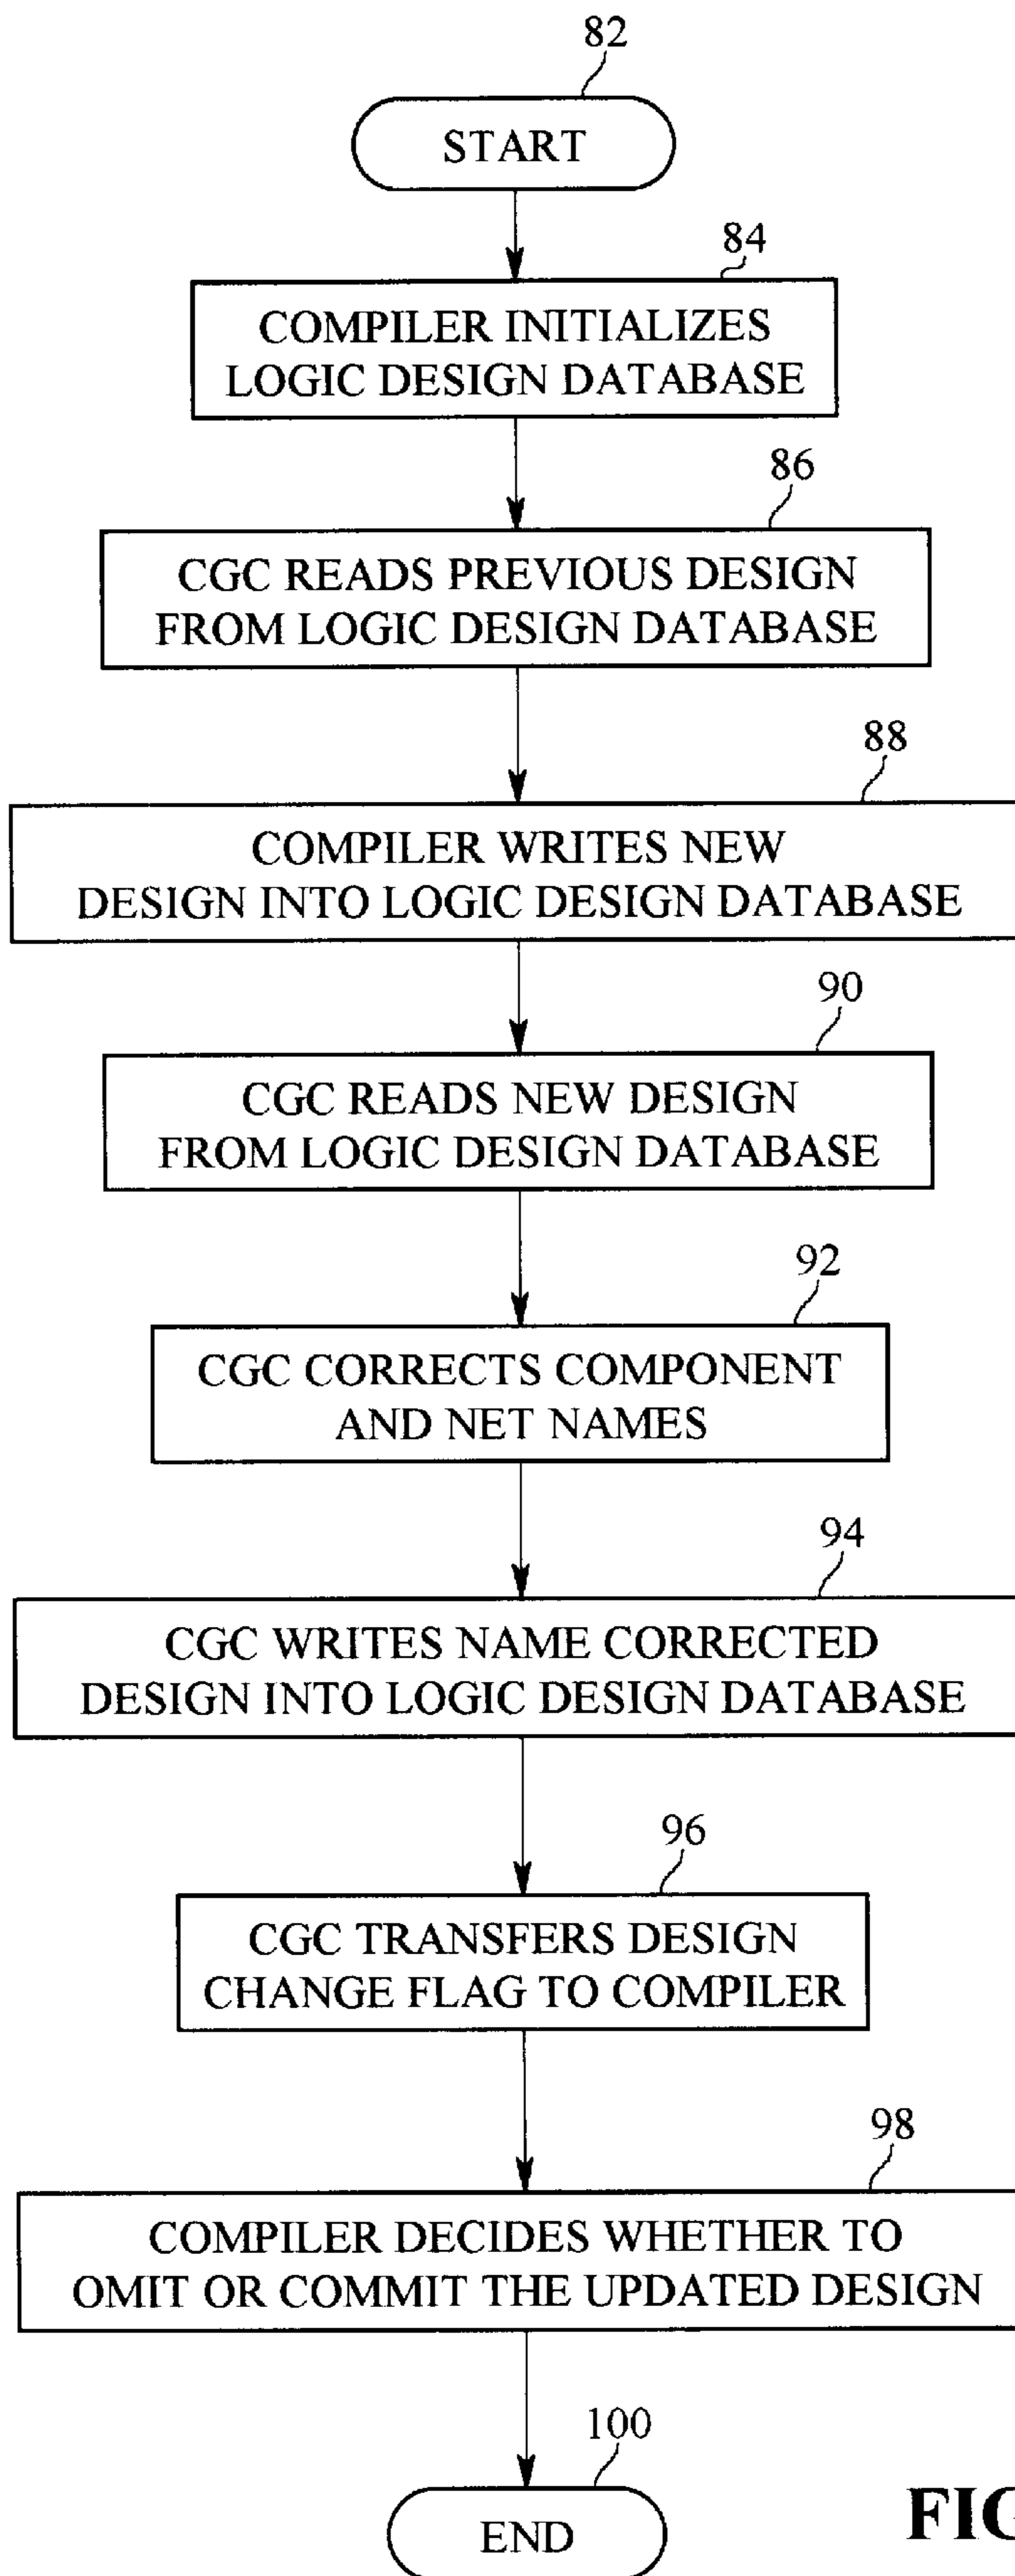 82
START
84
COMPILER INITIALIZES
LOGIC DESIGN DATABASE
86
CGC READS PREVIOUS DESIGN
FROM LOGIC DESIGN DATABASE
88
COMPILER WRITES NEW
DESIGN INTO LOGIC DESIGN DATABASE
90
CGC READS NEW DESIGN
FROM LOGIC DESIGN DATABASE
92
CGC CORRECTS COMPONENT
AND NET NAMES
94
CGC WRITES NAME CORRECTED
DESIGN INTO LOGIC DESIGN DATABASE
96
CGC TRANSFERS DESIGN
CHANGE FLAG TO COMPILER
98
COMPILER DECIDES WHETHER TO
OMIT OR COMMIT THE UPDATED DESIGN
100
END
FIG